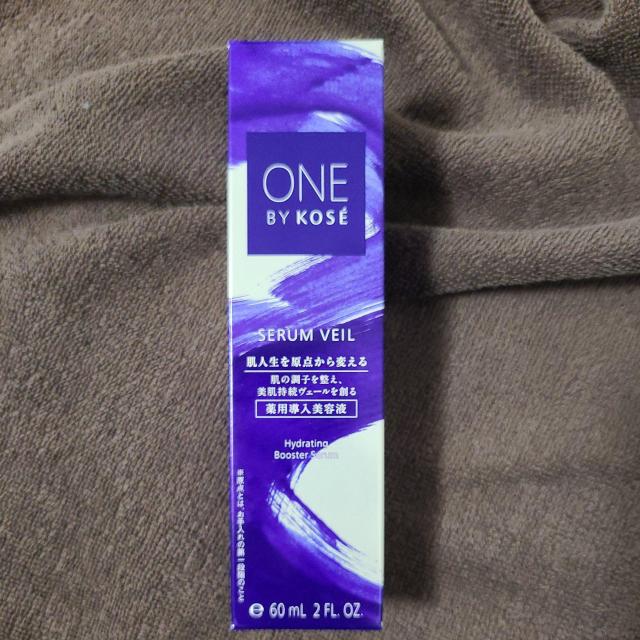 ONE
BY KOSÉ
SERUM VEIL
肌人生を原点から変える
肌の調子を整え、
美肌持続ヴェールを創る
薬用導入美容液
Hydrating
Booster Serum
※原点とは、お手入れの第一段階のこと
e 60 mL 2 FL. OZ.